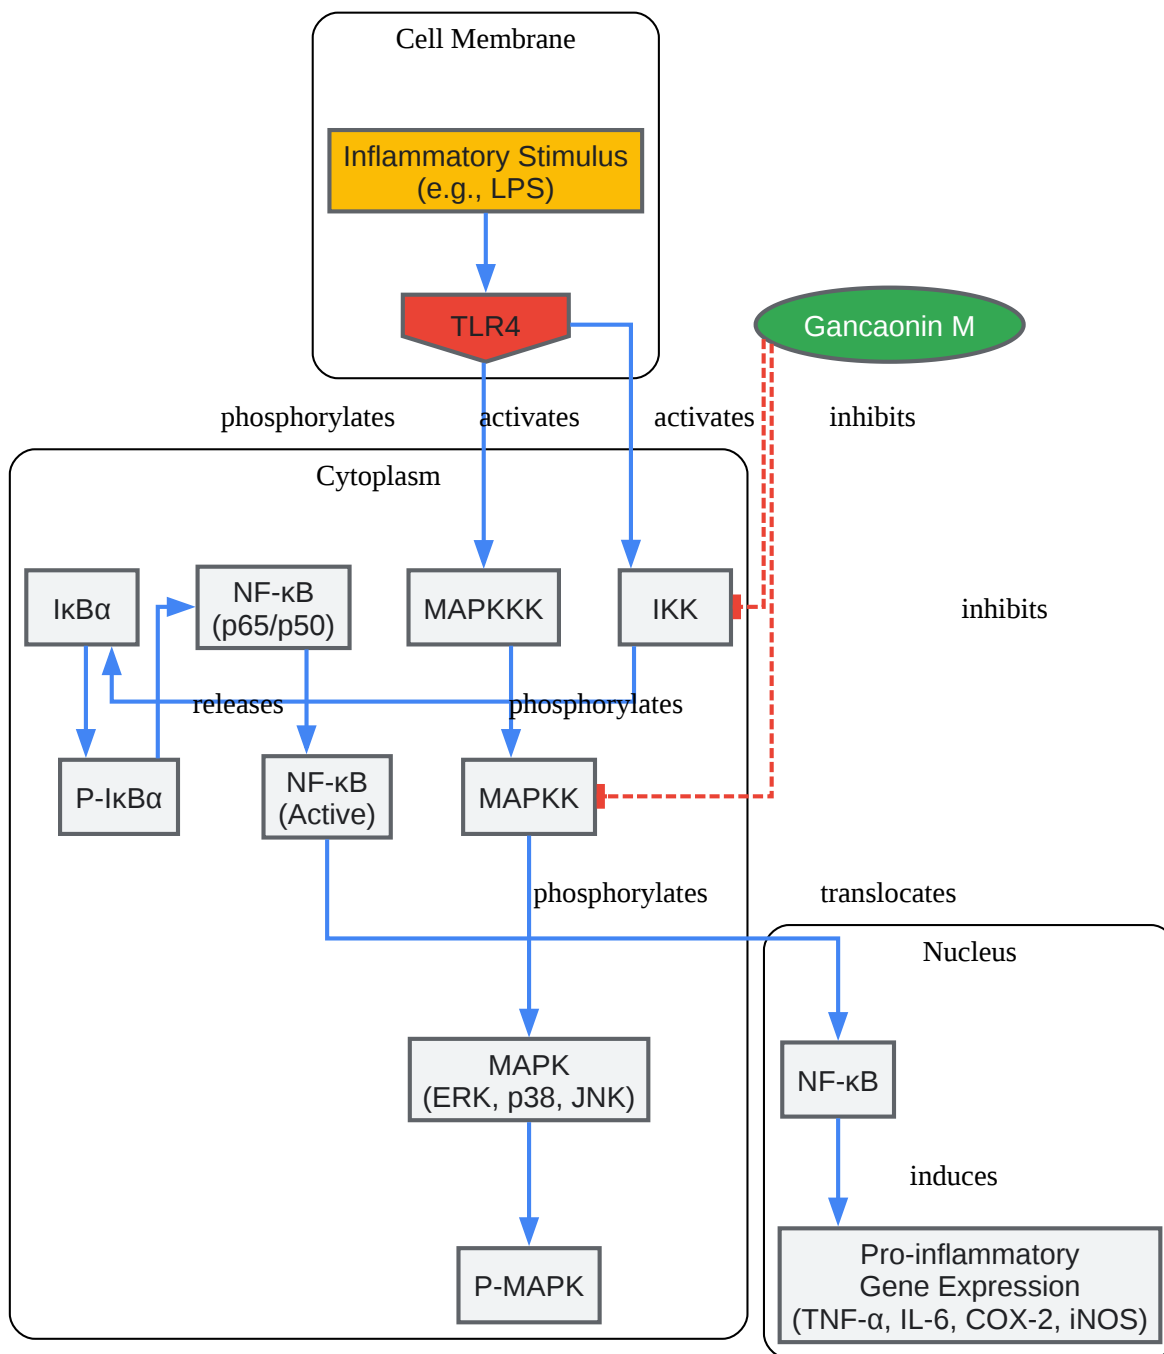 Cell Membrane
Inflammatory Stimulus
(e.g., LPS)
TLR4
Gancaonin M
phosphorylates
activates
activates
inhibits
Cytoplasm
IκBα
NF-κB
(p65/p50)
MAPKKK
IKK
inhibits
releases
phosphorylates
P-IκBα
NF-κB
(Active)
MAPKK
phosphorylates
translocates
Nucleus
MAPK
(ERK, p38, JNK)
NF-κB
induces
P-MAPK
Pro-inflammatory
Gene Expression
(TNF-α, IL-6, COX-2, iNOS)